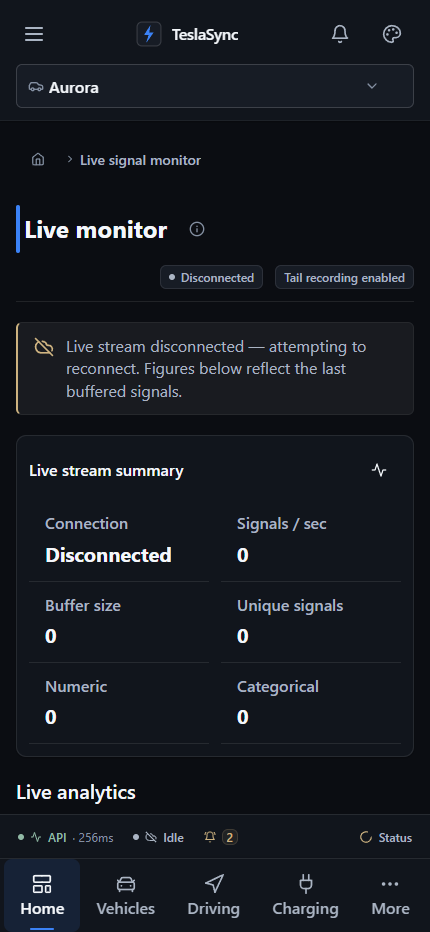 TeslaSync
Aurora
Live signal monitor
Live monitor
Disconnected
Tail recording enabled
Live stream disconnected — attempting to
reconnect. Figures below reflect the last
buffered signals.
Live stream summary
Connection
Signals / sec
Disconnected
0
Buffer size
Unique signals
0
0
Numeric
Categorical
0
0
Live analytics
API · 256ms
Idle
2
Status
Home
Vehicles
Driving
Charging
More